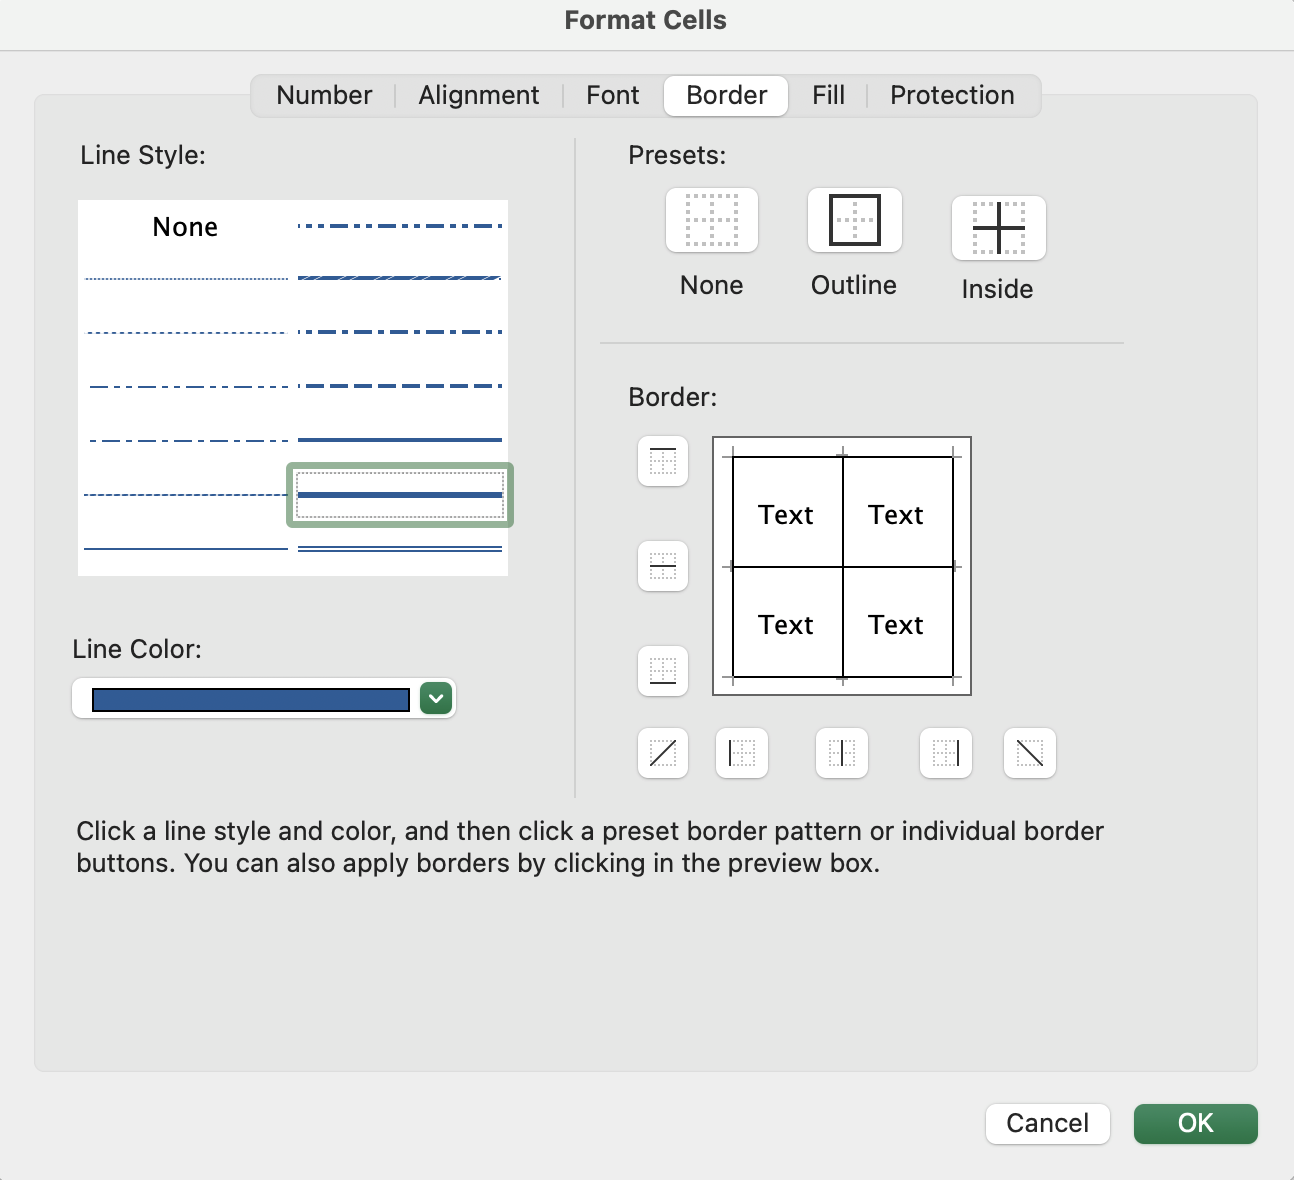 Format Cells
Number
Alignment
Font
Border
Fill
Protection
Line Style:
None
Line Color:
Presets:
None
Outline
Inside
Border:
Text Text
Text Text
Click a line style and color, and then click a preset border pattern or individual border
buttons. You can also apply borders by clicking in the preview box.
Cancel
OK